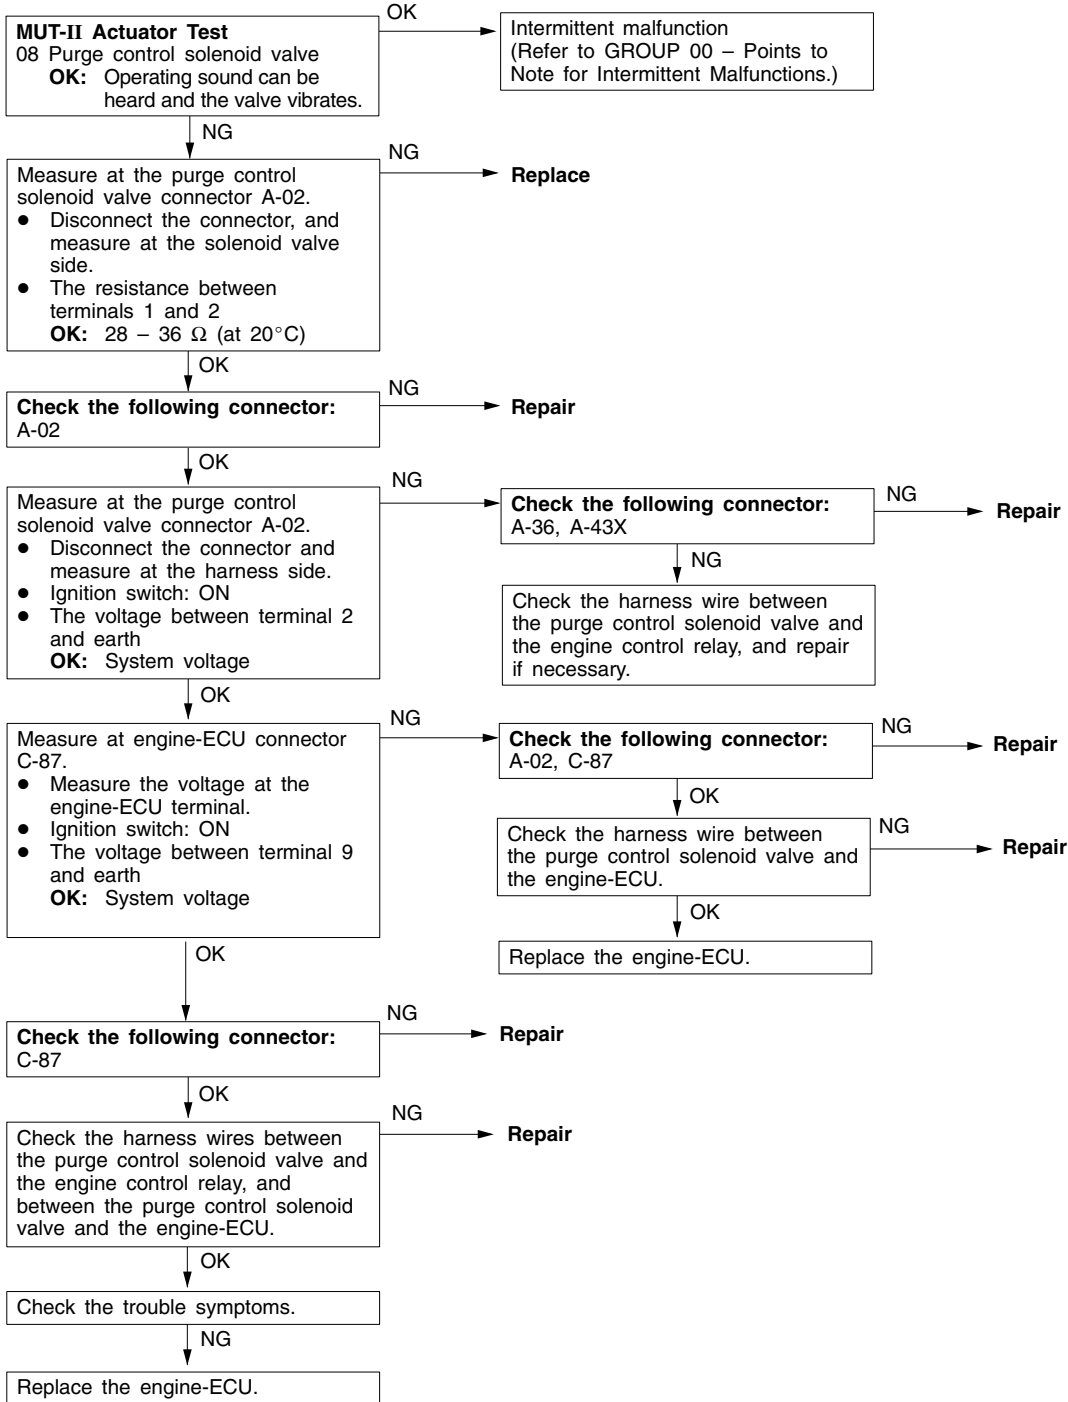 MUT-II Actuator Test
08 Purge control solenoid valve
OK: Operating sound can be
heard and the valve vibrates.
OK
Intermittent malfunction
(Refer to GROUP 00 – Points to
Note for Intermittent Malfunctions.)
NG
Measure at the purge control
solenoid valve connector A-02.
● Disconnect the connector, and
measure at the solenoid valve
side.
● The resistance between
terminals 1 and 2
OK: 28 – 36 Ω (at 20°C)
NG
Replace
OK
Check the following connector:
A-02
NG
Repair
OK
Measure at the purge control
solenoid valve connector A-02.
● Disconnect the connector and
measure at the harness side.
● Ignition switch: ON
● The voltage between terminal 2
and earth
OK: System voltage
NG
Check the following connector:
A-36, A-43X
NG
Repair
NG
Check the harness wire between
the purge control solenoid valve and
the engine control relay, and repair
if necessary.
OK
Measure at engine-ECU connector
C-87.
● Measure the voltage at the
engine-ECU terminal.
● Ignition switch: ON
● The voltage between terminal 9
and earth
OK: System voltage
NG
Check the following connector:
A-02, C-87
NG
Repair
OK
Check the harness wire between
the purge control solenoid valve and
the engine-ECU.
NG
Repair
OK
Replace the engine-ECU.
OK
Check the following connector:
C-87
NG
Repair
OK
Check the harness wires between
the purge control solenoid valve and
the engine control relay, and
between the purge control solenoid
valve and the engine-ECU.
NG
Repair
OK
Check the trouble symptoms.
NG
Replace the engine-ECU.